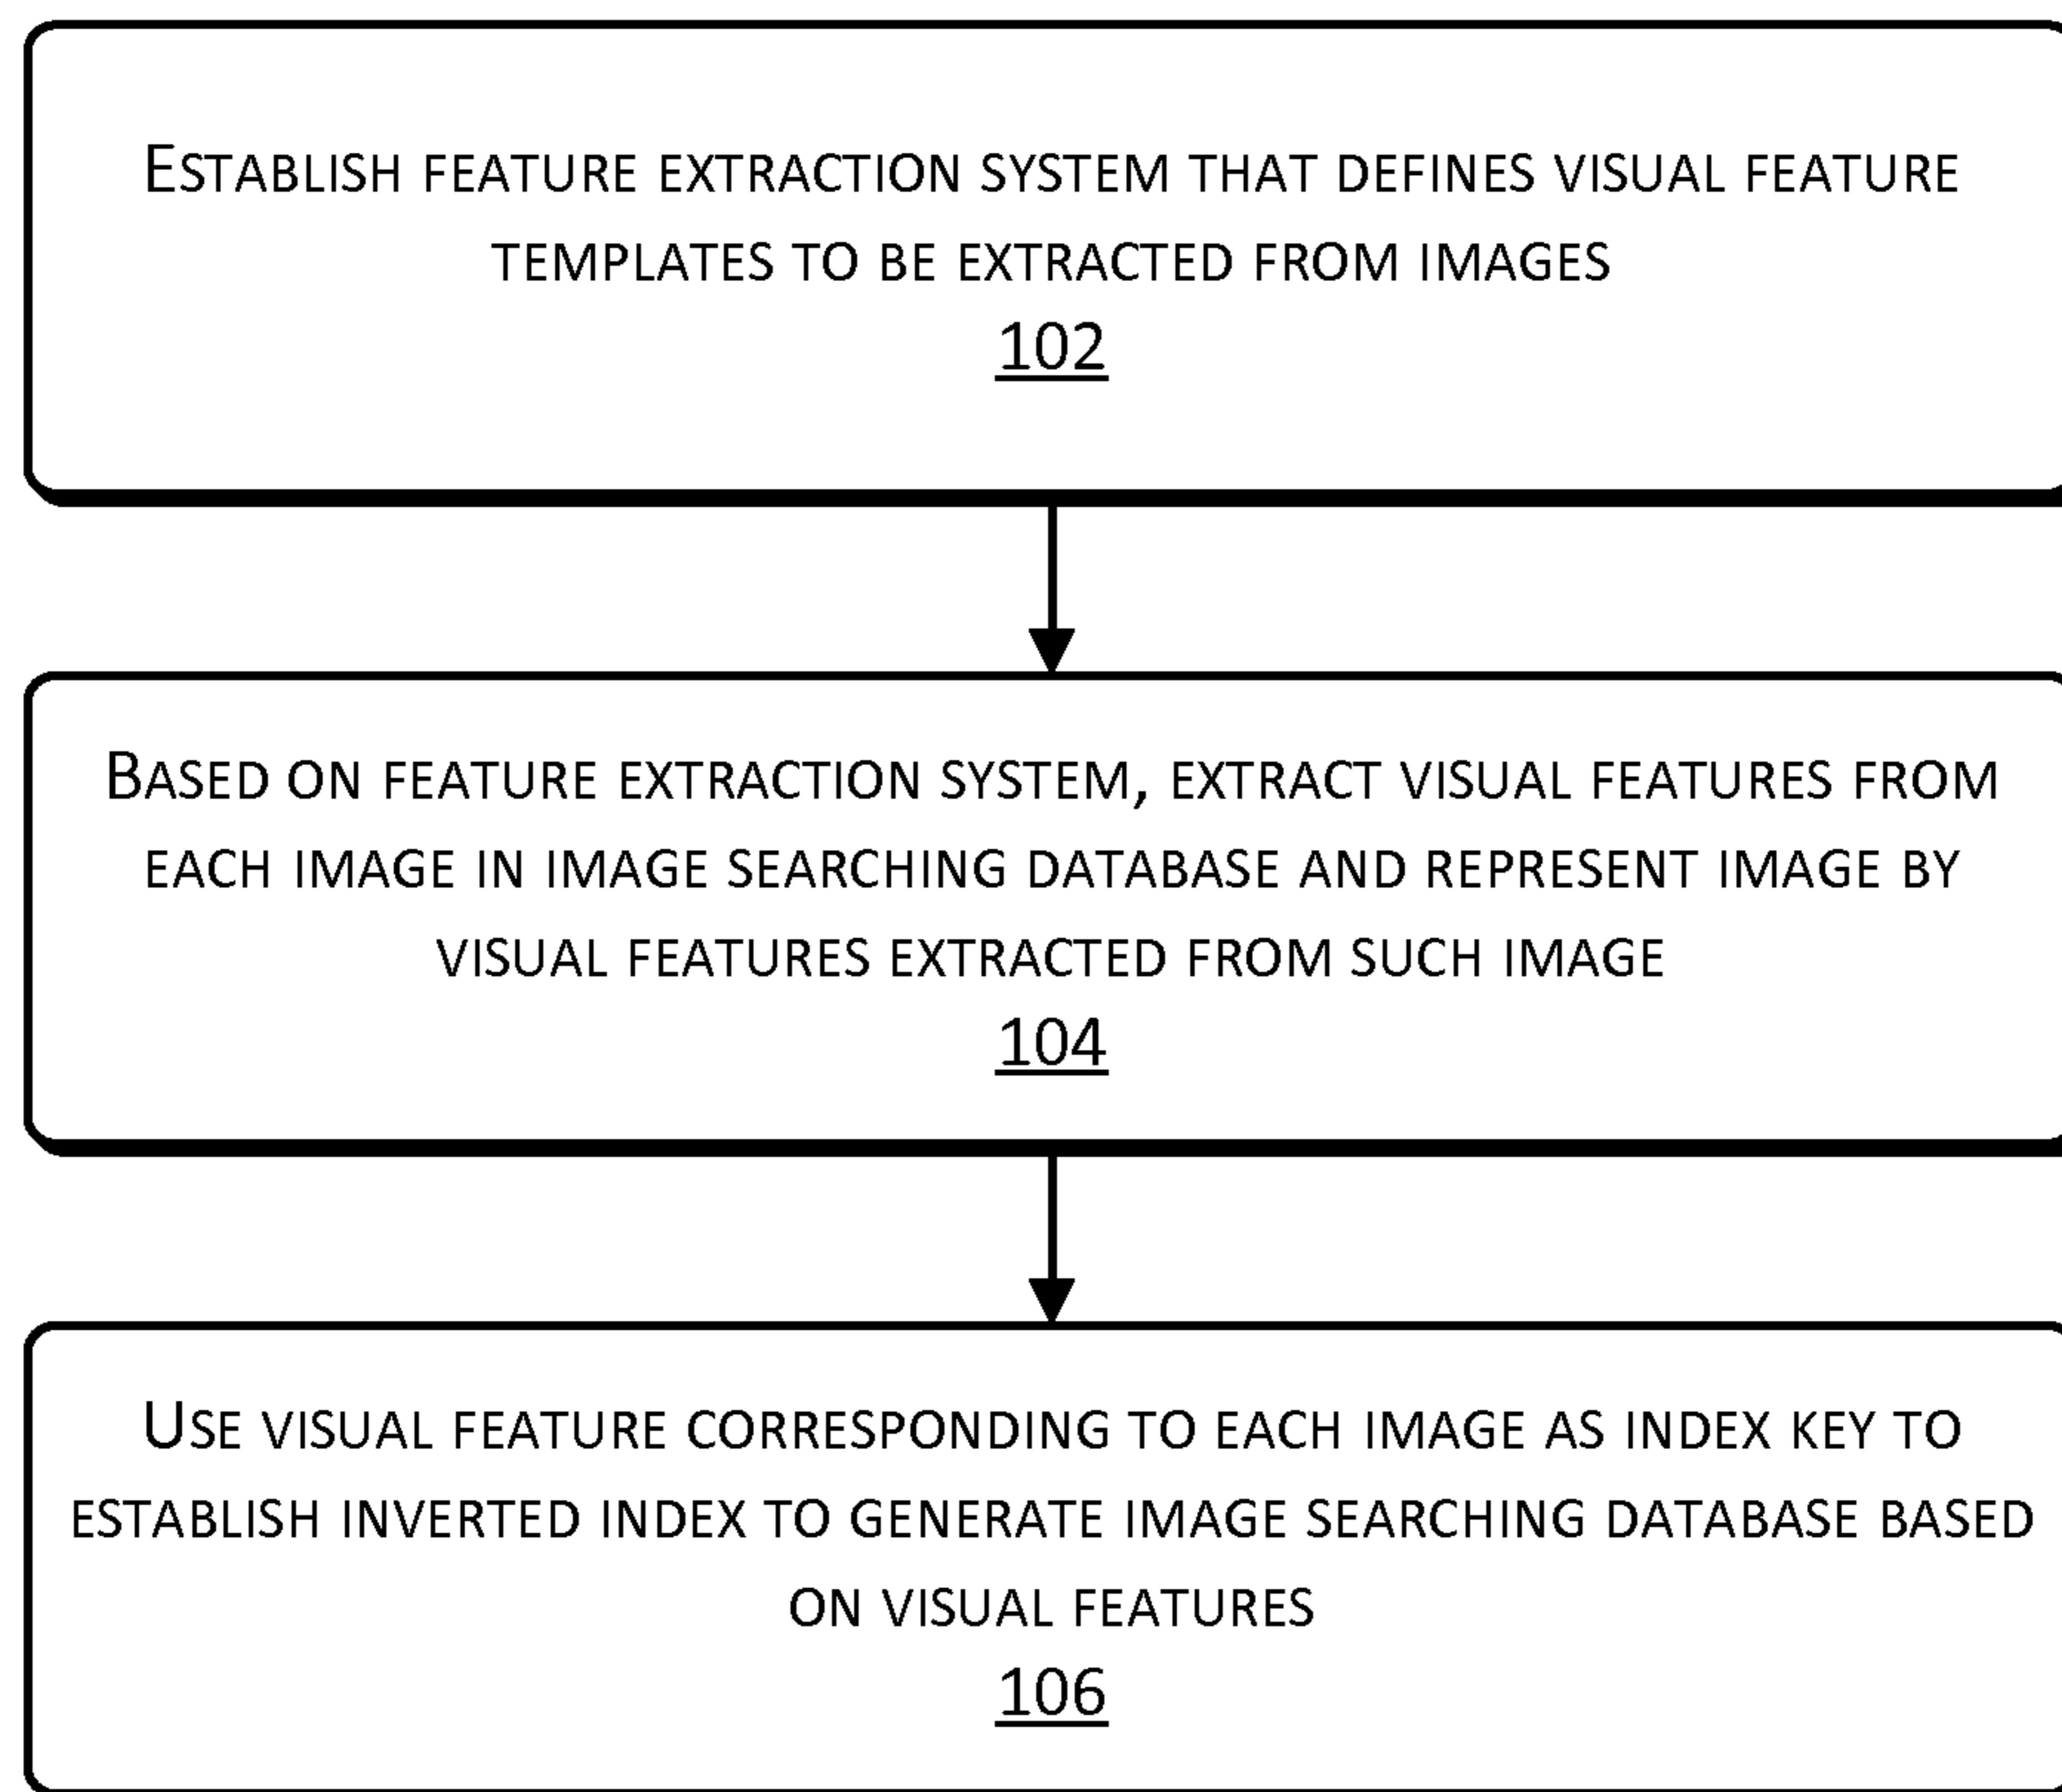 Establish feature extraction system that defines visual feature
templates to be extracted from images
102
Based on feature extraction system, extract visual features from
each image in image searching database and represent image by
visual features extracted from such image
104
Use visual feature corresponding to each image as index key to
establish inverted index to generate image searching database based
on visual features
106